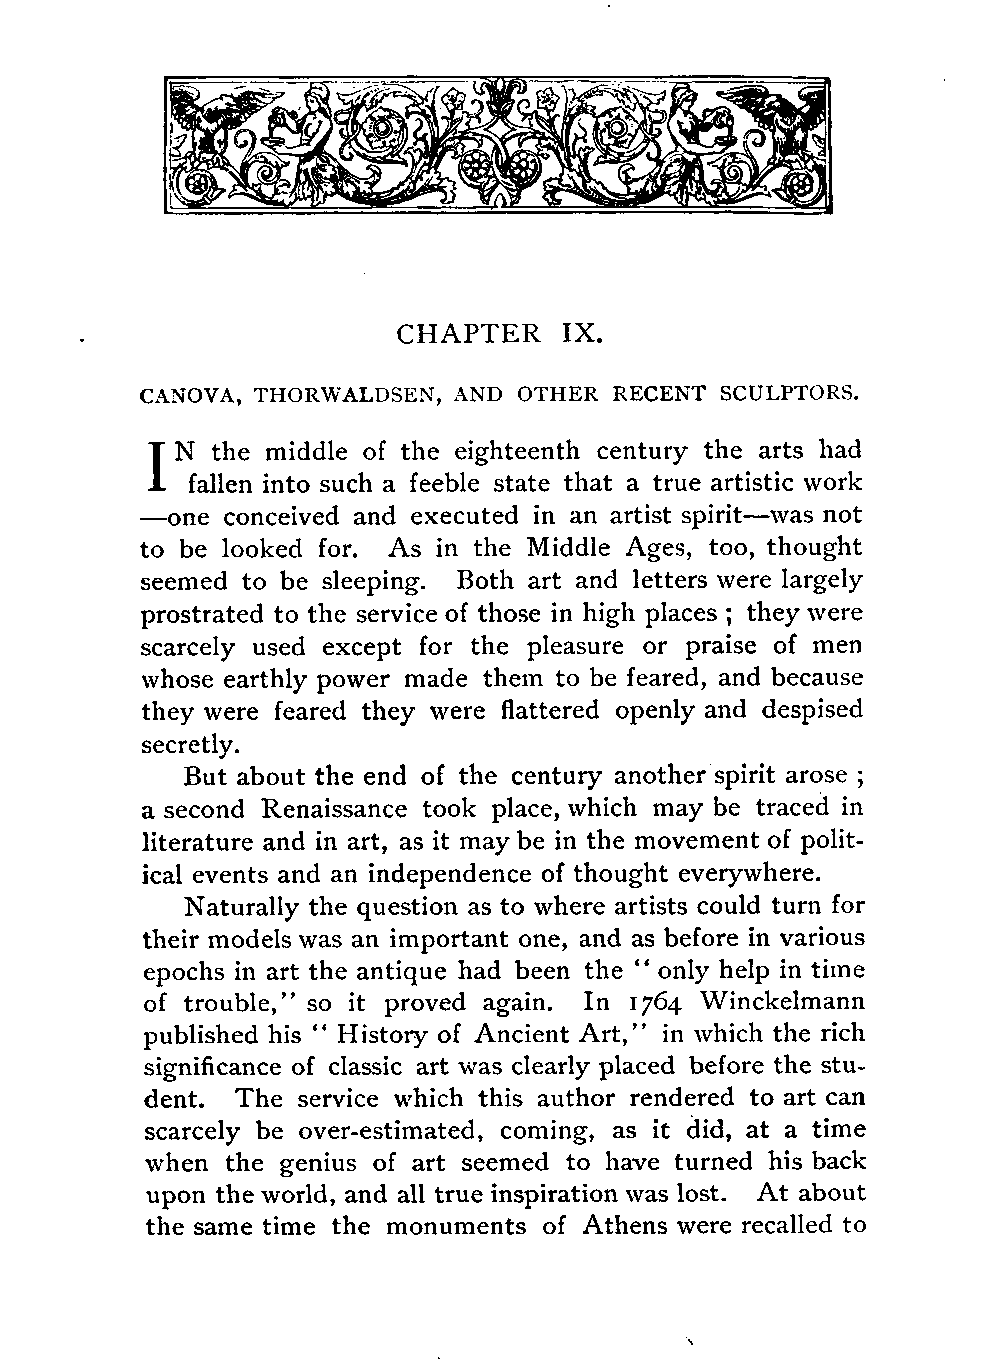 CHAPTER IX.
CANOVA, THORWALDSEN, AND OTHER RECENT SCULPTORS.
IN the middle of the eighteenth century the arts had
fallen into such a feeble state that a true artistic work
—one conceived and executed in an artist spirit—was not
to be looked for. As in the Middle Ages, too, thought
seemed to be sleeping. Both art and letters were largely
prostrated to the service of those in high places ; they were
scarcely used except for the pleasure or praise of men
whose earthly power made them to be feared, and because
they were feared they were flattered openly and despised
secretly.
But about the end of the century another spirit arose ;
a second Renaissance took place, which may be traced in
literature and in art, as it may be in the movement of polit-
ical events and an independence of thought everywhere.
Naturally the question as to where artists could turn for
their models was an important one, and as before in various
epochs in art the antique had been the “ only help in time
of trouble,” so it proved again. In 1764 Winckelmann
published his “ History of Ancient Art,” in which the rich
significance of classic art was clearly placed before the stu-
dent. The service which this author rendered to art can
scarcely be over-estimated, coming, as it did, at a time
when the genius of art seemed to have turned his back
upon the world, and all true inspiration was lost. At about
the same time the monuments of Athens were recalled to